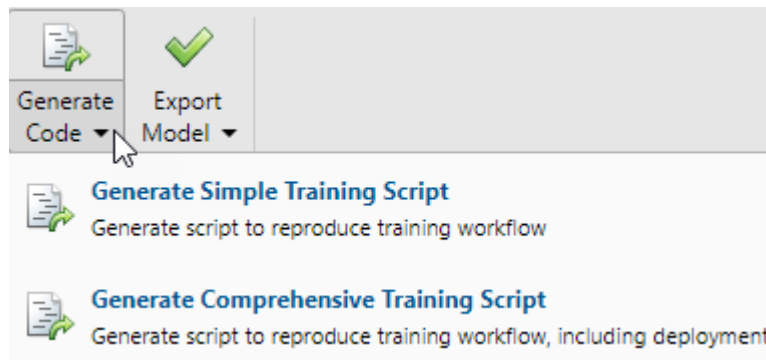 Generate
Code
Export
Model
Generate Simple Training Script
Generate script to reproduce training workflow
Generate Comprehensive Training Script
Generate script to reproduce training workflow, including deployment